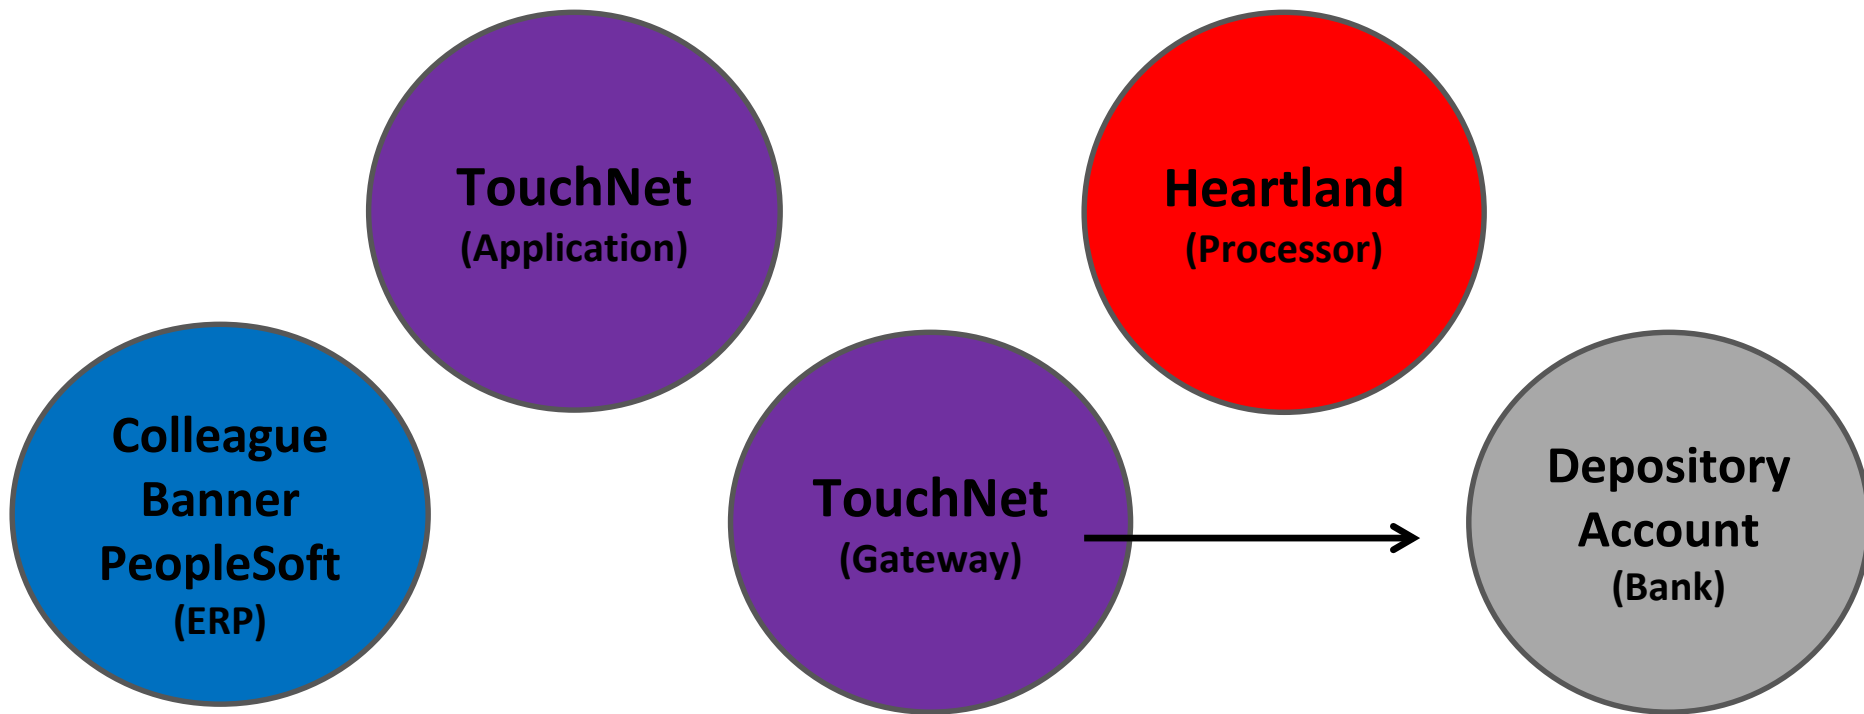 TouchNet
(Application)
Heartland
(Processor)
Colleague
Banner
PeopleSoft
(ERP)
TouchNet
(Gateway)
Depository
Account
(Bank)